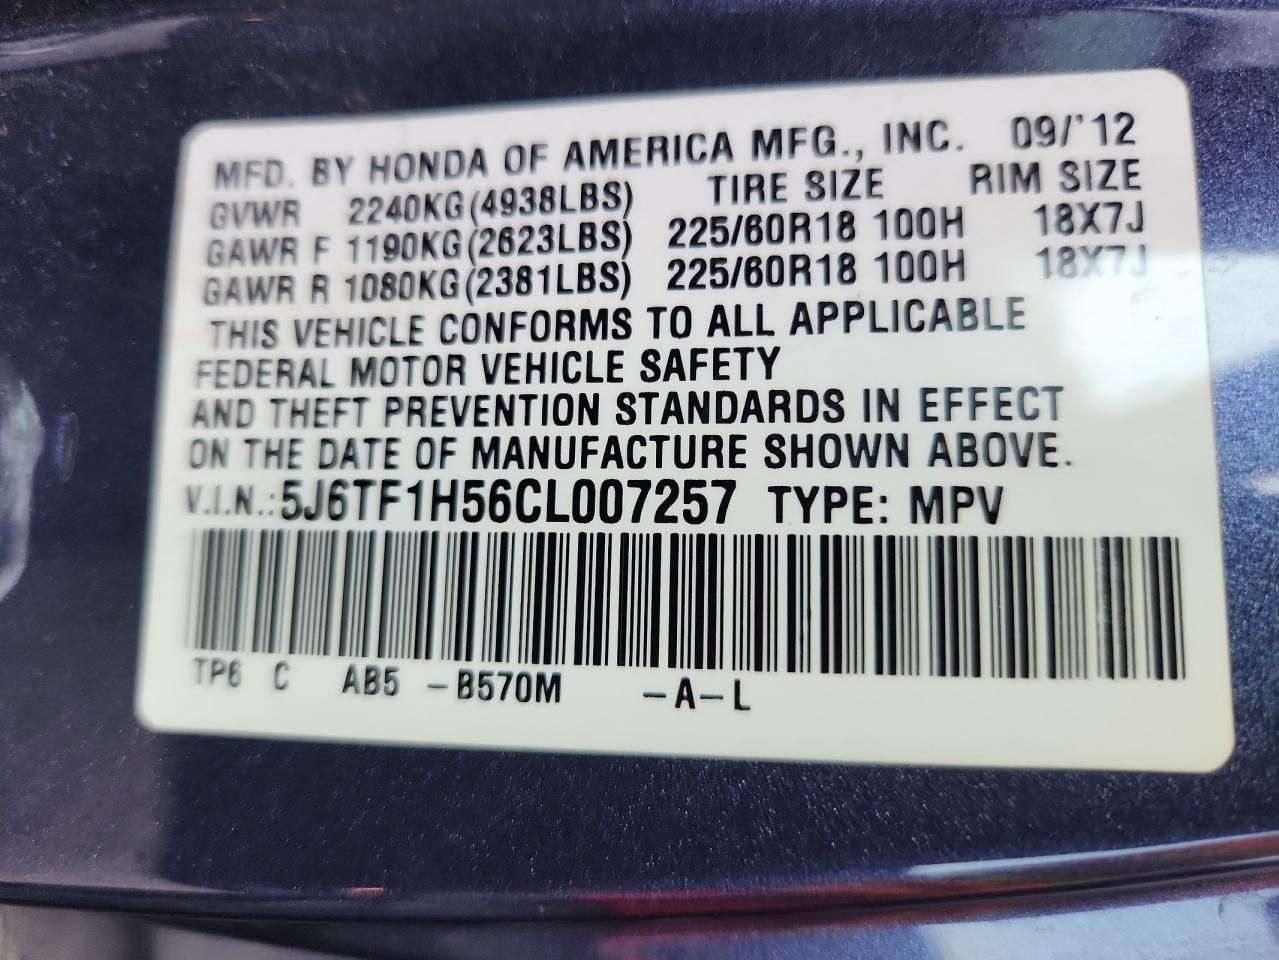 MFD. BY HONDA OF AMERICA MFG., INC. 09/'12
GVWR 2240KG(4938LBS) TIRE SIZE RIM SIZE
GAWR F 1190KG(2623LBS) 225/60R18 100H 18X7J
GAWR R 1080KG(2381LBS) 225/60R18 100H 18X7J
THIS VEHICLE CONFORMS TO ALL APPLICABLE
FEDERAL MOTOR VEHICLE SAFETY
AND THEFT PREVENTION STANDARDS IN EFFECT
ON THE DATE OF MANUFACTURE SHOWN ABOVE.
V.I.N.:5J6TF1H56CL007257 TYPE: MPV
TP6 C AB5 -B570M -A-L